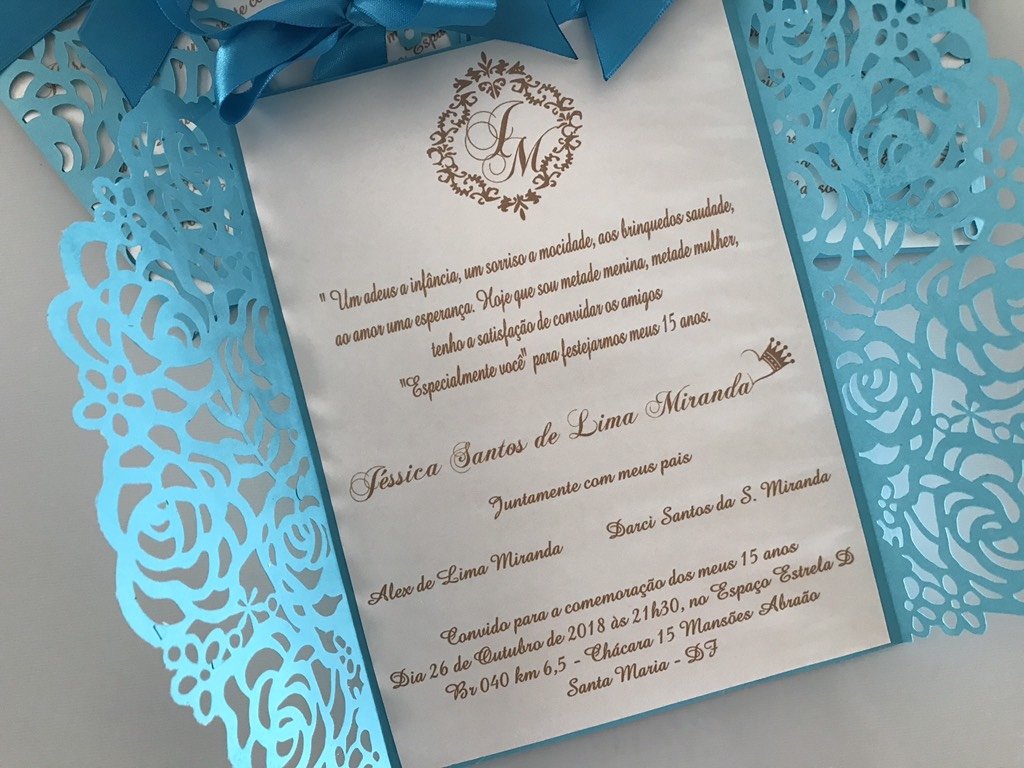 JM
" Um adeus a infância, um sorriso a mocidade, aos brinquedos saudade,
ao amor uma esperança. Hoje que sou metade menina, metade mulher,
tenho a satisfação de convidar os amigos
"Especialmente você" para festejarmos meus 15 anos.
Jéssica Santos de Lima Miranda
Juntamente com meus pais
Alex de Lima Miranda
Darci Santos da S. Miranda
Convido para a comemoração dos meus 15 anos
Dia 26 de Outubro de 2018 às 21h30, no Espaço Estrela D
Br 040 km 6,5 - Chácara 15 Mansões Abraão
Santa Maria - DF